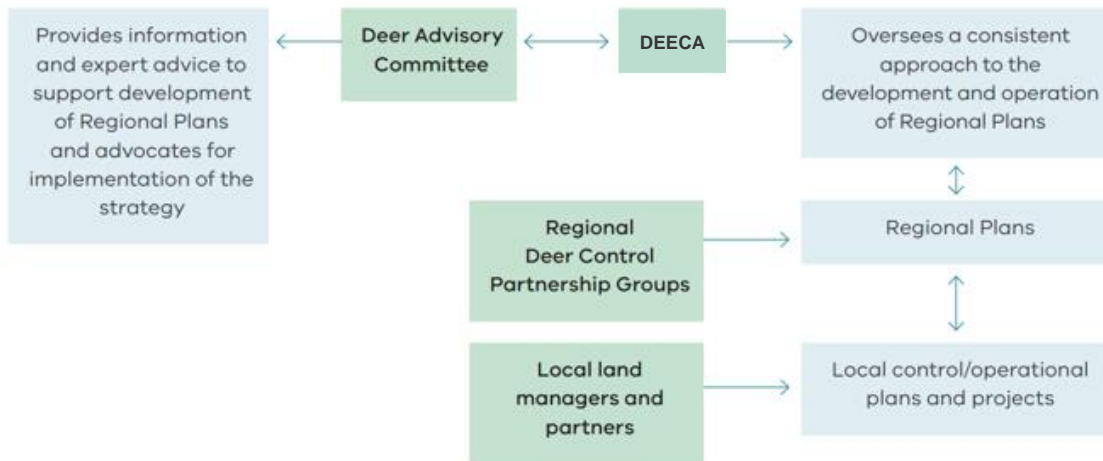 Provides information
and expert advice to
support development
of Regional Plans
and advocates for
implementation of the
strategy
Deer Advisory
Committee
DEECA
Oversees a consistent
approach to the
development and operation
of Regional Plans
Regional
Deer Control
Partnership Groups
Regional Plans
Local land
managers and
partners
Local control/operational
plans and projects